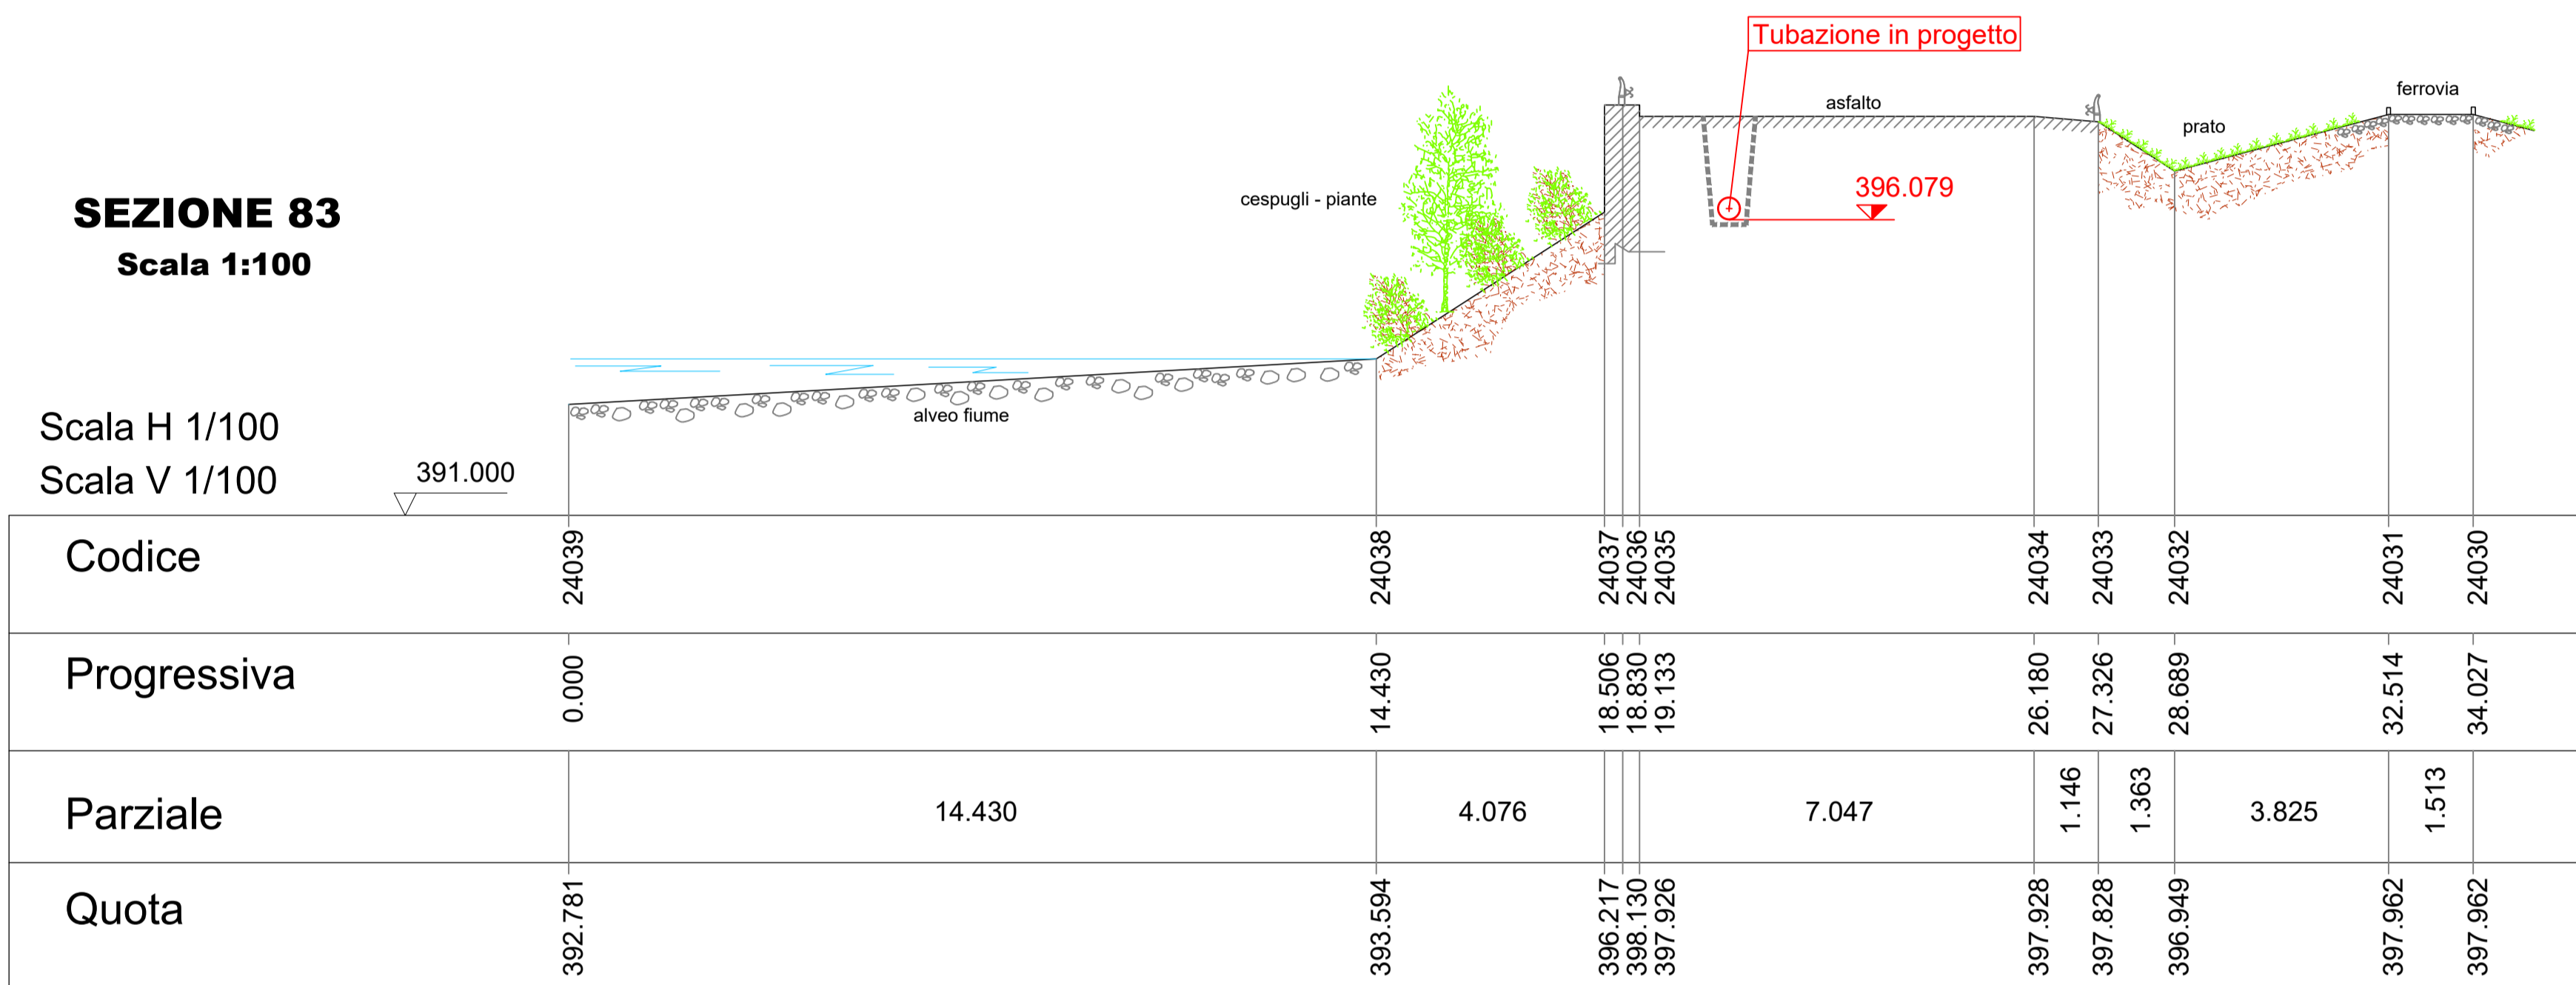 Tubazione in progetto
ferrovia
asfalto
prato
396.079
cespugli - piante
SEZIONE 83
Scala 1:100
alveo fiume
Scala H 1/100
Scala V 1/100
391.000
Codice 24039 24038 24037 24036 24035 24034 24033 24032 24031 24030
Progressiva 0.000 14.430 18.506 18.830 19.133 26.180 27.326 28.689 32.514 34.027
Parziale 14.430 4.076 7.047 1.146 1.363 3.825 1.513
Quota 392.781 393.594 396.217 398.130 397.926 397.928 397.828 396.949 397.962 397.962